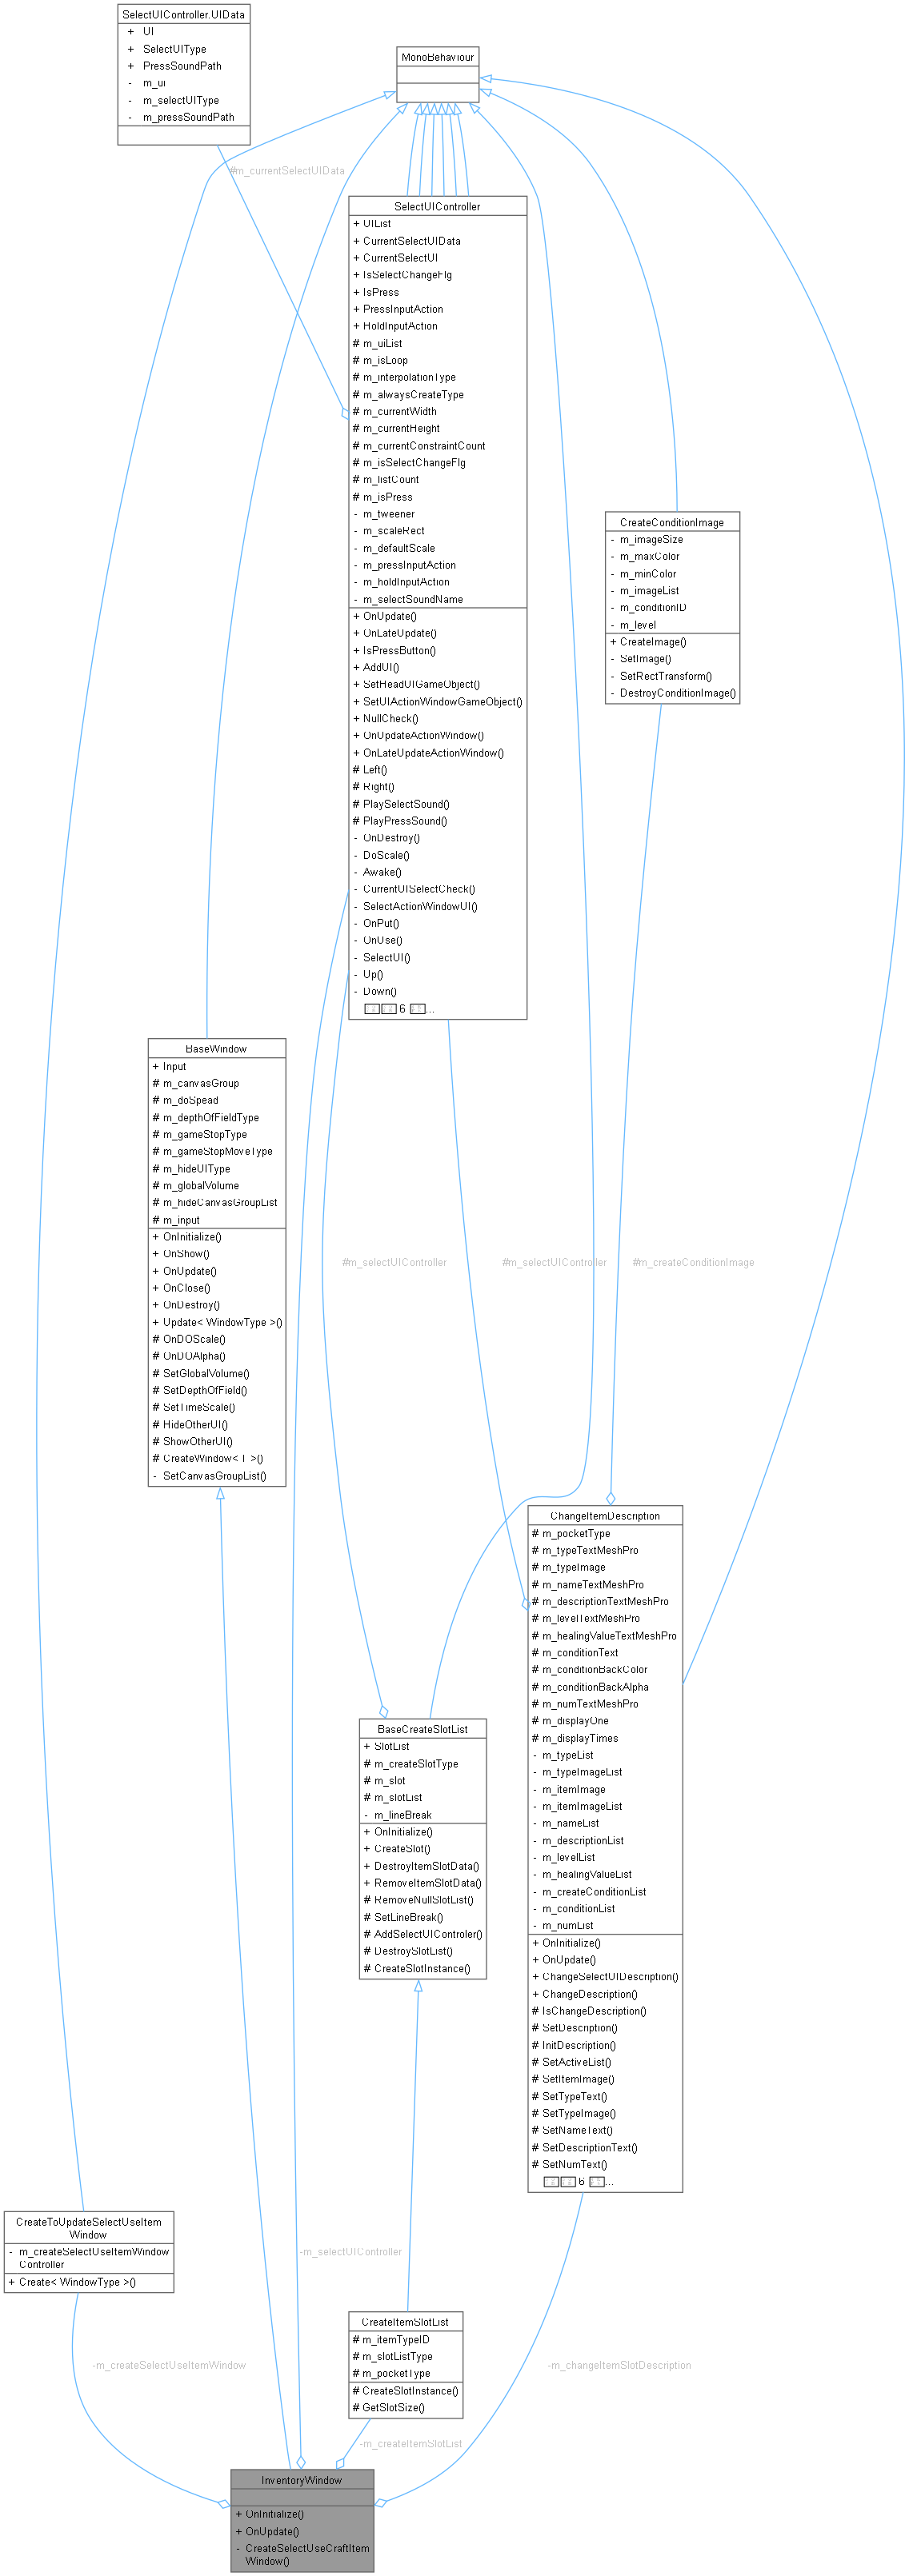 SelectUIController.UIData
+ UI
+ SelectUIType
+ PressSoundPath
- m_ui
- m_selectUIType
- m_pressSoundPath
MonoBehaviour
#m_currentSelectUIData
SelectUIController
+ UIList
+ CurrentSelectUIData
+ CurrentSelectUI
+ IsSelectChangeFlg
+ IsPress
+ PressInputAction
+ HoldInputAction
# m_uiList
# m_isLoop
# m_interpolationType
# m_alwaysCreateType
# m_currentWidth
# m_currentHeight
# m_currentConstraintCount
# m_isSelectChangeFlg
# m_listCount
# m_isPress
- m_tweener
- m_scaleRect
- m_defaultScale
- m_pressInputAction
- m_holdInputAction
- m_selectSoundName
+ OnUpdate()
+ OnLateUpdate()
+ IsPressButton()
+ AddUI()
+ SetHeadUIGameObject()
+ SetUIActionWindowGameObject()
+ NullCheck()
+ OnUpdateActionWindow()
+ OnLateUpdateActionWindow()
# Left()
# Right()
# PlaySelectSound()
# PlayPressSound()
- OnDestroy()
- DoScale()
- Awake()
- CurrentUISelectCheck()
- SelectActionWindowUI()
- OnPut()
- OnUse()
- SelectUI()
- Up()
- Down()
6 ...
CreateConditionImage
- m_imageSize
- m_maxColor
- m_minColor
- m_imageList
- m_conditionID
- m_level
+ CreateImage()
- SetImage()
- SetRectTransform()
- DestroyConditionImage()
BaseWindow
+ Input
# m_canvasGroup
# m_doSpead
# m_depthOfFieldType
# m_gameStopType
# m_gameStopMoveType
# m_hideUIType
# m_globalVolume
# m_hideCanvasGroupList
# m_input
+ OnInitialize()
+ OnShow()
+ OnUpdate()
+ OnClose()
+ OnDestroy()
+ Update< WindowType >()
# OnDOScale()
# OnDOAlpha()
# SetGlobalVolume()
# SetDepthOfField()
# SetTimeScale()
# HideOtherUI()
# ShowOtherUI()
# CreateWindow< T >()
- SetCanvasGroupList()
#m_selectUIController
#m_selectUIController
#m_createConditionImage
ChangeItemDescription
# m_pocketType
# m_typeTextMeshPro
# m_typeImage
# m_nameTextMeshPro
# m_descriptionTextMeshPro
# m_levelTextMeshPro
# m_healingValueTextMeshPro
# m_conditionText
# m_conditionBackColor
# m_conditionBackAlpha
# m_numTextMeshPro
# m_displayOne
# m_displayTimes
- m_typeList
- m_typeImageList
- m_itemImage
- m_itemImageList
- m_nameList
- m_descriptionList
- m_levelList
- m_healingValueList
- m_createConditionList
- m_conditionList
- m_numList
+ OnInitialize()
+ OnUpdate()
+ ChangeSelectUIDescription()
+ ChangeDescription()
# IsChangeDescription()
# SetDescription()
# InitDescription()
# SetActiveList()
# SetItemImage()
# SetTypeText()
# SetTypeImage()
# SetNameText()
# SetDescriptionText()
# SetNumText()
6 ...
BaseCreateSlotList
+ SlotList
# m_createSlotType
# m_slot
# m_slotList
- m_lineBreak
+ OnInitialize()
+ CreateSlot()
+ DestroyItemSlotData()
+ RemoveItemSlotData()
# RemoveNullSlotList()
# SetLineBreak()
# AddSelectUIControler()
# DestroySlotList()
# CreateSlotInstance()
CreateToUpdateSelectUseItem
Window
- m_createSelectUseItemWindow
Controller
+ Create< WindowType >()
-m_selectUIController
CreateItemSlotList
# m_itemTypeID
# m_slotListType
# m_pocketType
# CreateSlotInstance()
# GetSlotSize()
-m_createSelectUseItemWindow
-m_changeItemSlotDescription
-m_createItemSlotList
InventoryWindow
+ OnInitialize()
+ OnUpdate()
- CreateSelectUseCraftItem
Window()